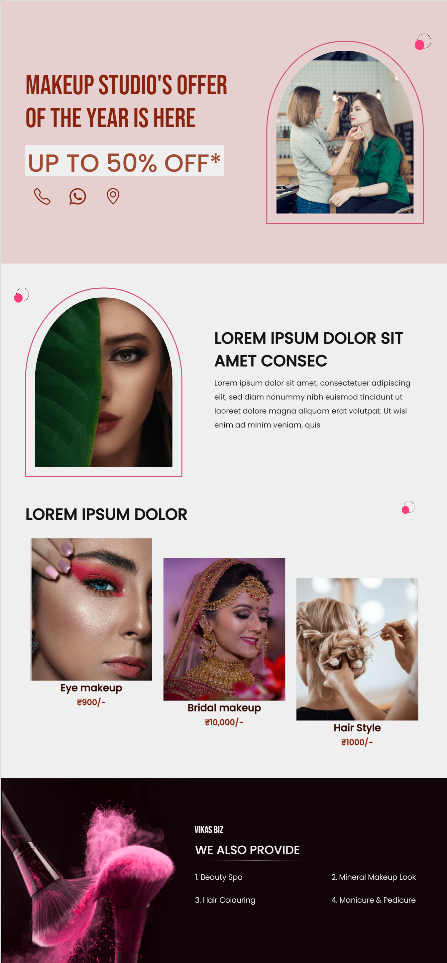 MAKEUP STUDIO'S OFFER
OF THE YEAR IS HERE
UP TO 50% OFF*
LOREM IPSUM DOLOR SIT
AMET CONSEC
Lorem ipsum dolor sit amet, consectetuer adipiscing
elit, sed diam nonummy nibh euismod tincidunt ut
laoreet dolore magna aliquam erat volutpat. Ut wisi
enim ad minim veniam, quis
LOREM IPSUM DOLOR
Eye makeup
₹900/-
Bridal makeup
₹10,000/-
Hair Style
₹1000/-
VIKAS BIZ
WE ALSO PROVIDE
1. Beauty Spa
2. Mineral Makeup Look
3. Hair Colouring
4. Manicure & Pedicure